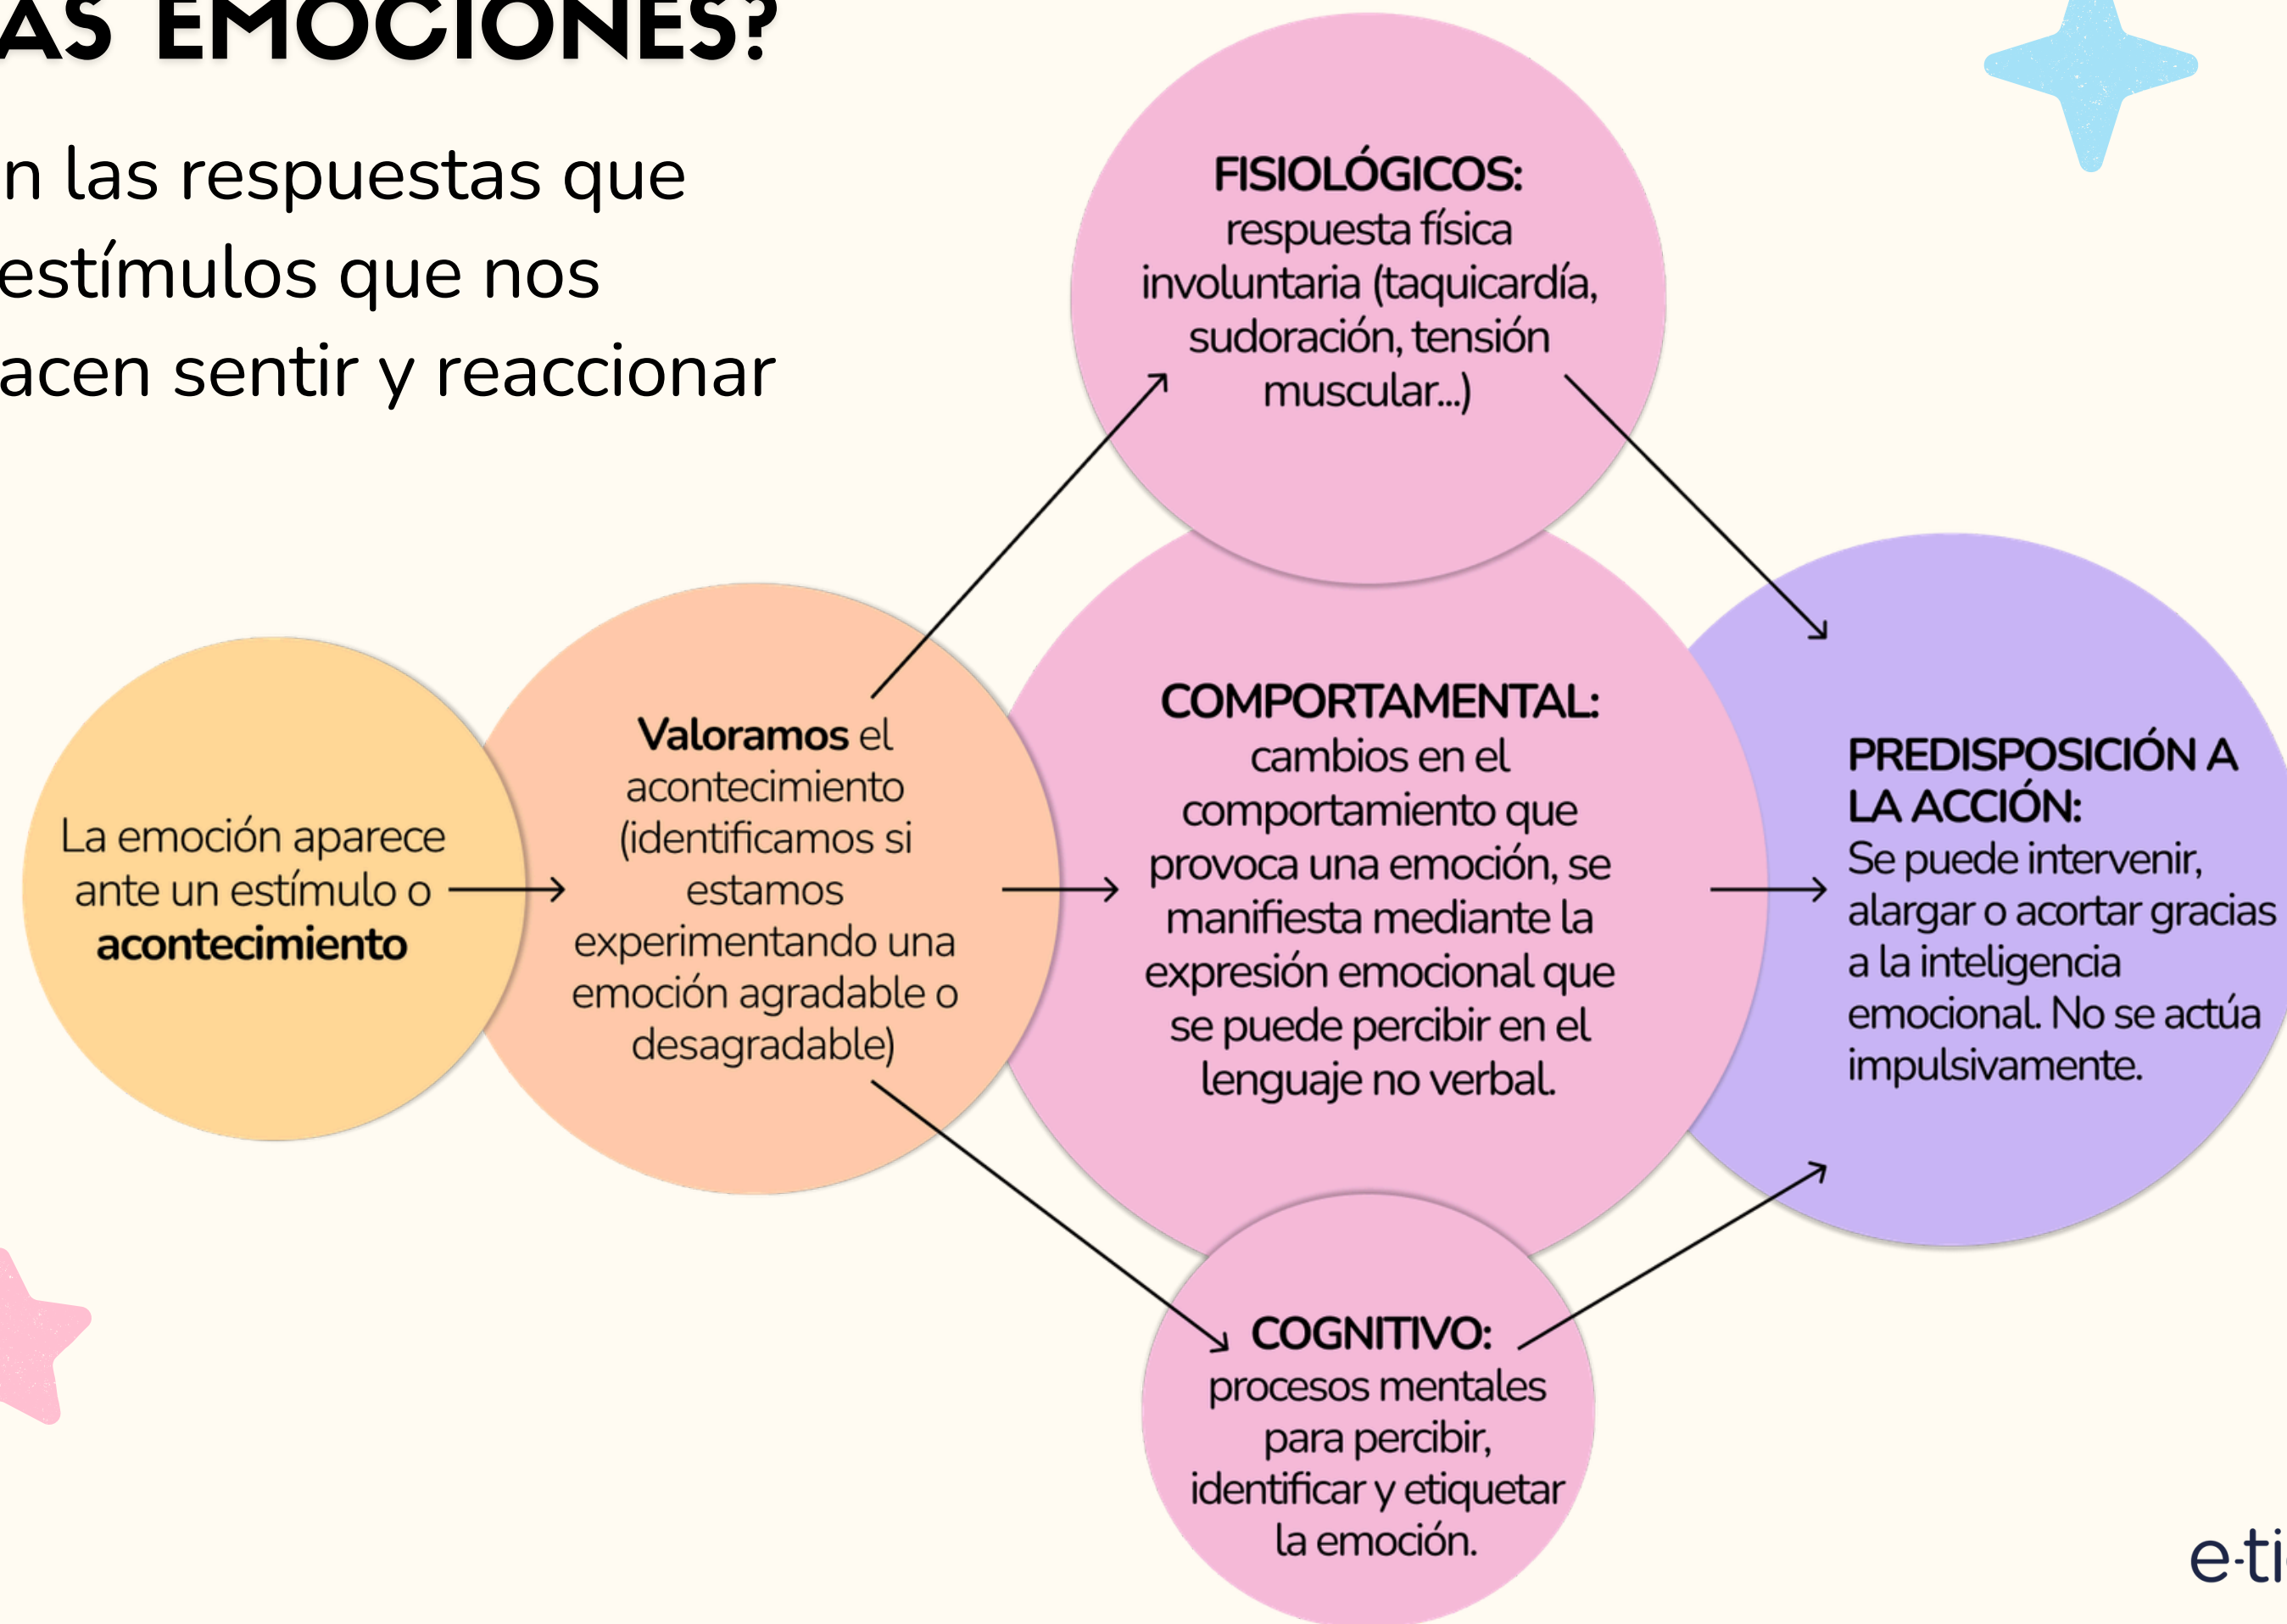 AS EMOCIONES?
n las respuestas que
estímulos que nos
acen sentir y reaccionar
FISIOLÓGICOS:
respuesta física
involuntaria (taquicardía,
sudoración, tensión
muscular...)
La emoción aparece
ante un estímulo o
acontecimiento
Valoramos el
acontecimiento
(identificamos si
estamos
experimentando una
emoción agradable o
desagradable)
COMPORTAMENTAL:
cambios en el
comportamiento que
provoca una emoción, se
manifiesta mediante la
expresión emocional que
se puede percibir en el
lenguaje no verbal.
PREDISPOSICIÓN A
LA ACCIÓN:
Se puede intervenir,
alargar o acortar gracias
a la inteligencia
emocional. No se actúa
impulsivamente.
COGNITIVO:
procesos mentales
para percibir,
identificar y etiquetar
la emoción.
e-ti